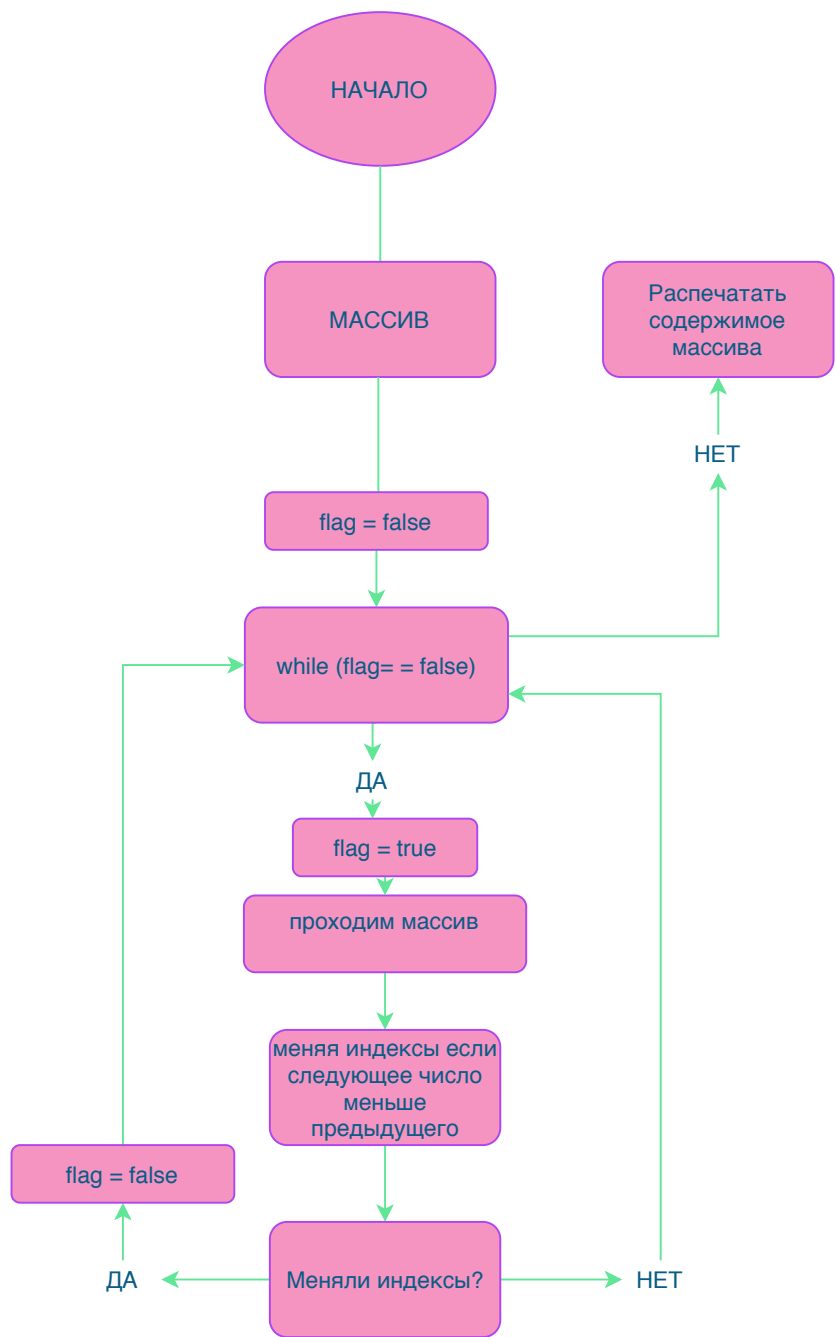 НАЧАЛО
МАССИВ
Распечатать
содержимое
массива
НЕТ
flag = false
while (flag= = false)
ДА
flag = true
проходим массив
меняя индексы если
следующее число
меньше
предыдущего
flag = false
Меняли индексы?
ДА
НЕТ